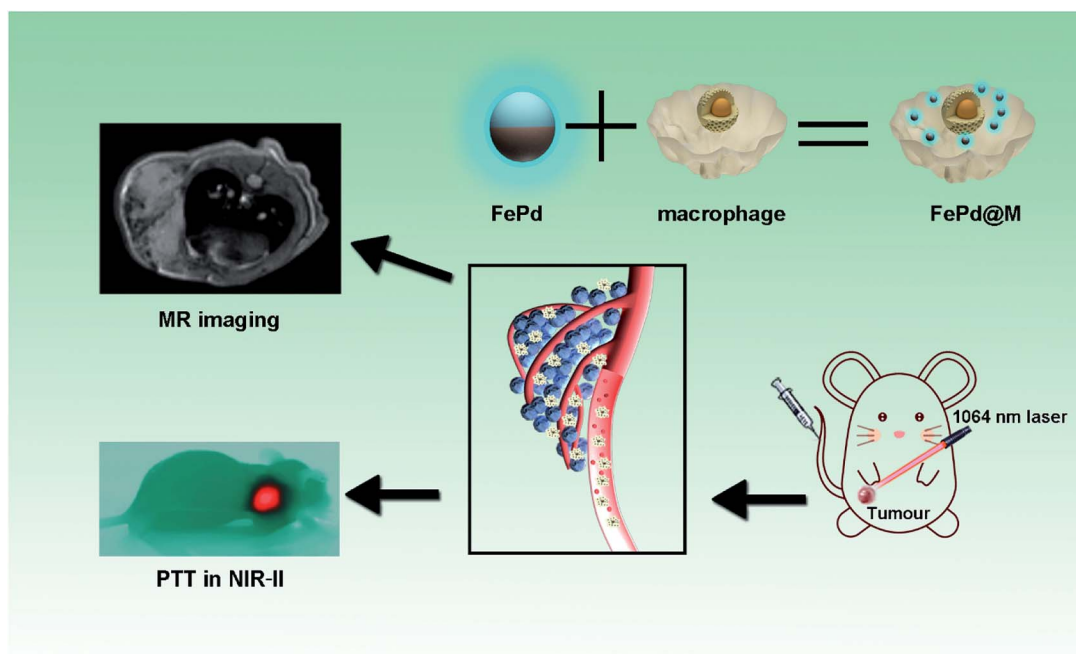 FePd
macrophage
FePd@M
MR imaging
1064 nm laser
Tumour
PTT in NIR-II